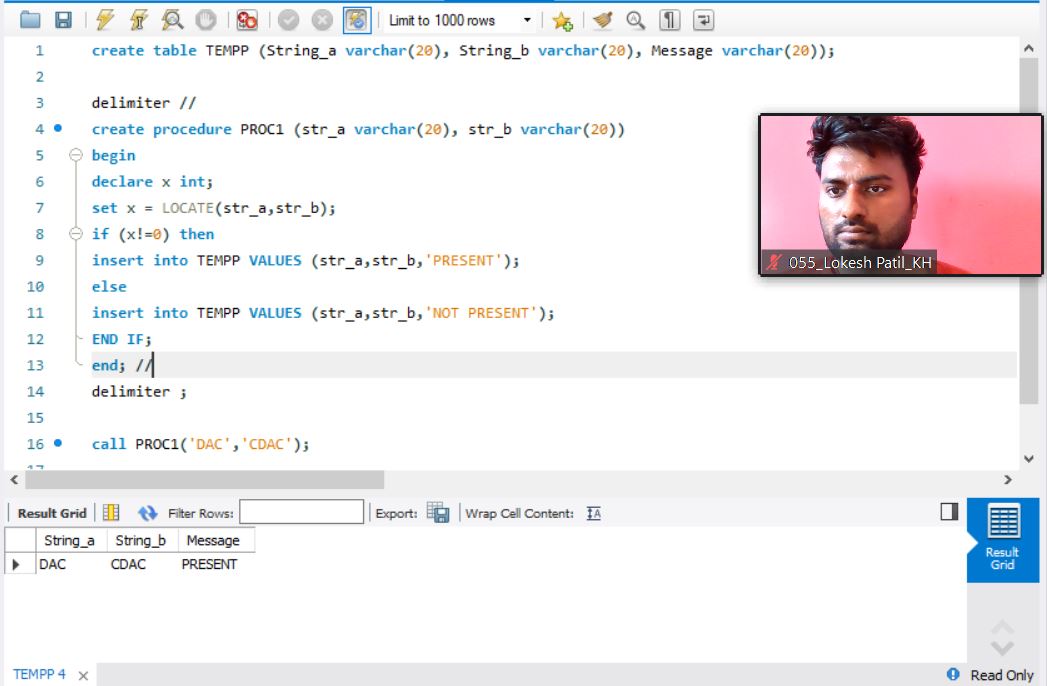 Limit to 1000 rows
1 create table TEMPP (String_a varchar(20), String_b varchar(20), Message varchar(20));
2
3 delimiter //
4 create procedure PROC1 (str_a varchar(20), str_b varchar(20))
5 begin
6 declare x int;
7 set x = LOCATE(str_a,str_b);
8 if (x!=0) then
9 insert into TEMPP VALUES (str_a,str_b,'PRESENT');
10 else
11 insert into TEMPP VALUES (str_a,str_b,'NOT PRESENT');
12 END IF;
13 end; //
14 delimiter ;
15
16 call PROC1('DAC','CDAC');
055_Lokesh Patil_KH
Result Grid Filter Rows: Export: Wrap Cell Content:
String_a String_b Message
DAC CDAC PRESENT
Result
Grid
TEMPP 4 Read Only